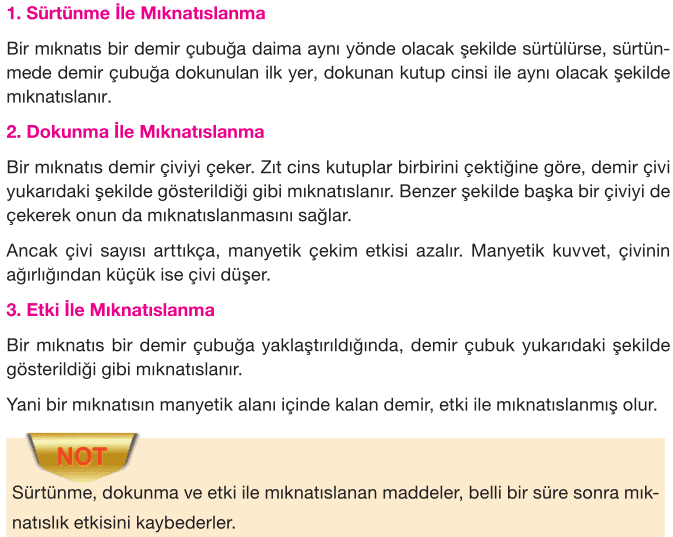 1. Sürtünme İle Mıknatıslanma
Bir mıknatıs bir demir çubuğa daima aynı yönde olacak şekilde sürtülürse, sürtün-
mede demir çubuğa dokunulan ilk yer, dokunan kutup cinsi ile aynı olacak şekilde
mıknatıslanır.
2. Dokunma İle Mıknatıslanma
Bir mıknatıs demir çiviyi çeker. Zıt cins kutuplar birbirini çektiğine göre, demir çivi
yukarıdaki şekilde gösterildiği gibi mıknatıslanır. Benzer şekilde başka bir çiviyi de
çekerek onun da mıknatıslanmasını sağlar.
Ancak çivi sayısı arttıkça, manyetik çekim etkisi azalır. Manyetik kuvvet, çivinin
ağırlığından küçük ise çivi düşer.
3. Etki İle Mıknatıslanma
Bir mıknatıs bir demir çubuğa yaklaştırıldığında, demir çubuk yukarıdaki şekilde
gösterildiği gibi mıknatıslanır.
Yani bir mıknatısın manyetik alanı içinde kalan demir, etki ile mıknatıslanmış olur.
NOT
Sürtünme, dokunma ve etki ile mıknatıslanan maddeler, belli bir süre sonra mık-
natıslık etkisini kaybederler.